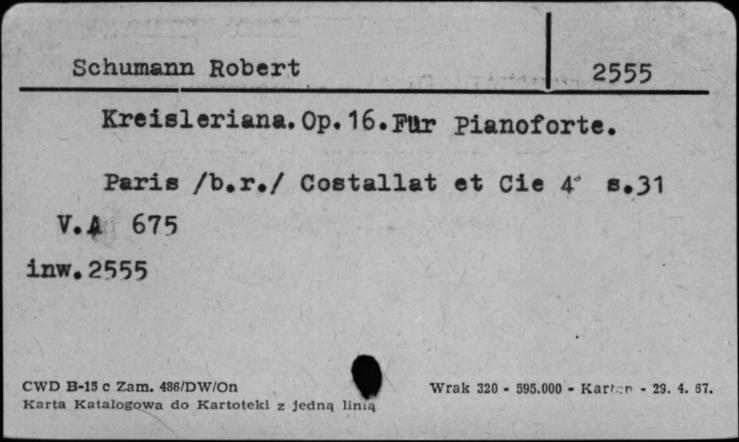 Schumann Robert 2555
Kreisleriana. Op. 16. Für Pianoforte.
Paris /b.r./ Costallat et Cie 4° s.31
V.A 675
inw. 2555
CWD B-15 c Zam. 486/DW/On Wrak 320 - 595.000 - Karton - 29. 4. 67.
Karta Katalogowa do Kartoteki z jedną linią